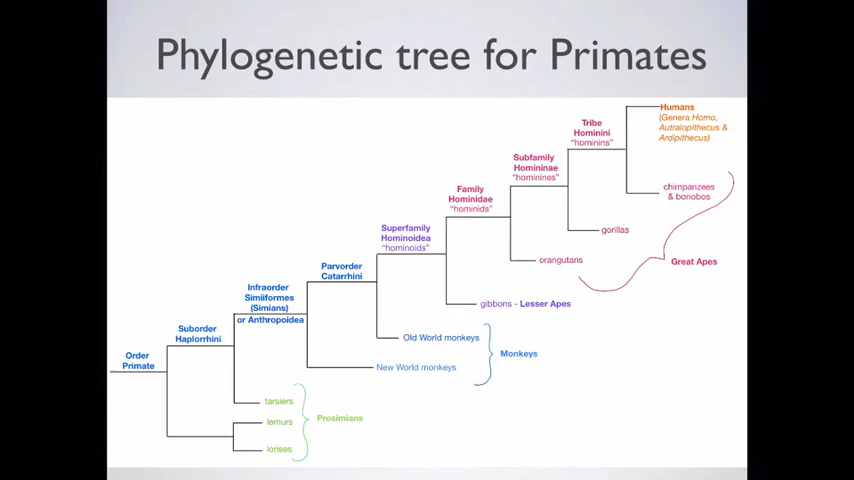 Phylogenetic tree for Primates
Humans
(Genera Homo,
Autralopithecus &
Ardipithecus)
Tribe
Hominini
"hominins"
Subfamily
Homininae
"hominines"
chimpanzees
& bonobos
Family
Hominidae
"hominids"
gorillas
Superfamily
Hominoidea
"hominoids"
orangutans
Great Apes
Parvorder
Catarrhini
Infraorder
Simiiformes
(Simians)
or Anthropoidea
gibbons - Lesser Apes
Suborder
Haplorrhini
Old World monkeys
Monkeys
Order
Primate
New World monkeys
tarsiers
Prosimians
lemurs
lorises